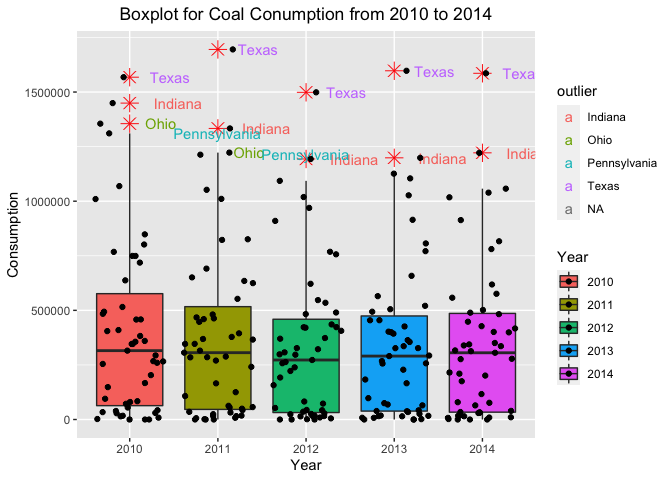 Boxplot for Coal Conumption from 2010 to 2014
Texas
Texas
Texas
Texas
Texa
Indiana
Ohio
Pennsylvania
Indiana
Ohio
Pennsylvania
Indiana
Indiana
India
1500000
1000000
500000
0
Consumption
2010
2011
2012
2013
2014
Year
outlier
a Indiana
a Ohio
a Pennsylvania
a Texas
a NA
Year
2010
2011
2012
2013
2014